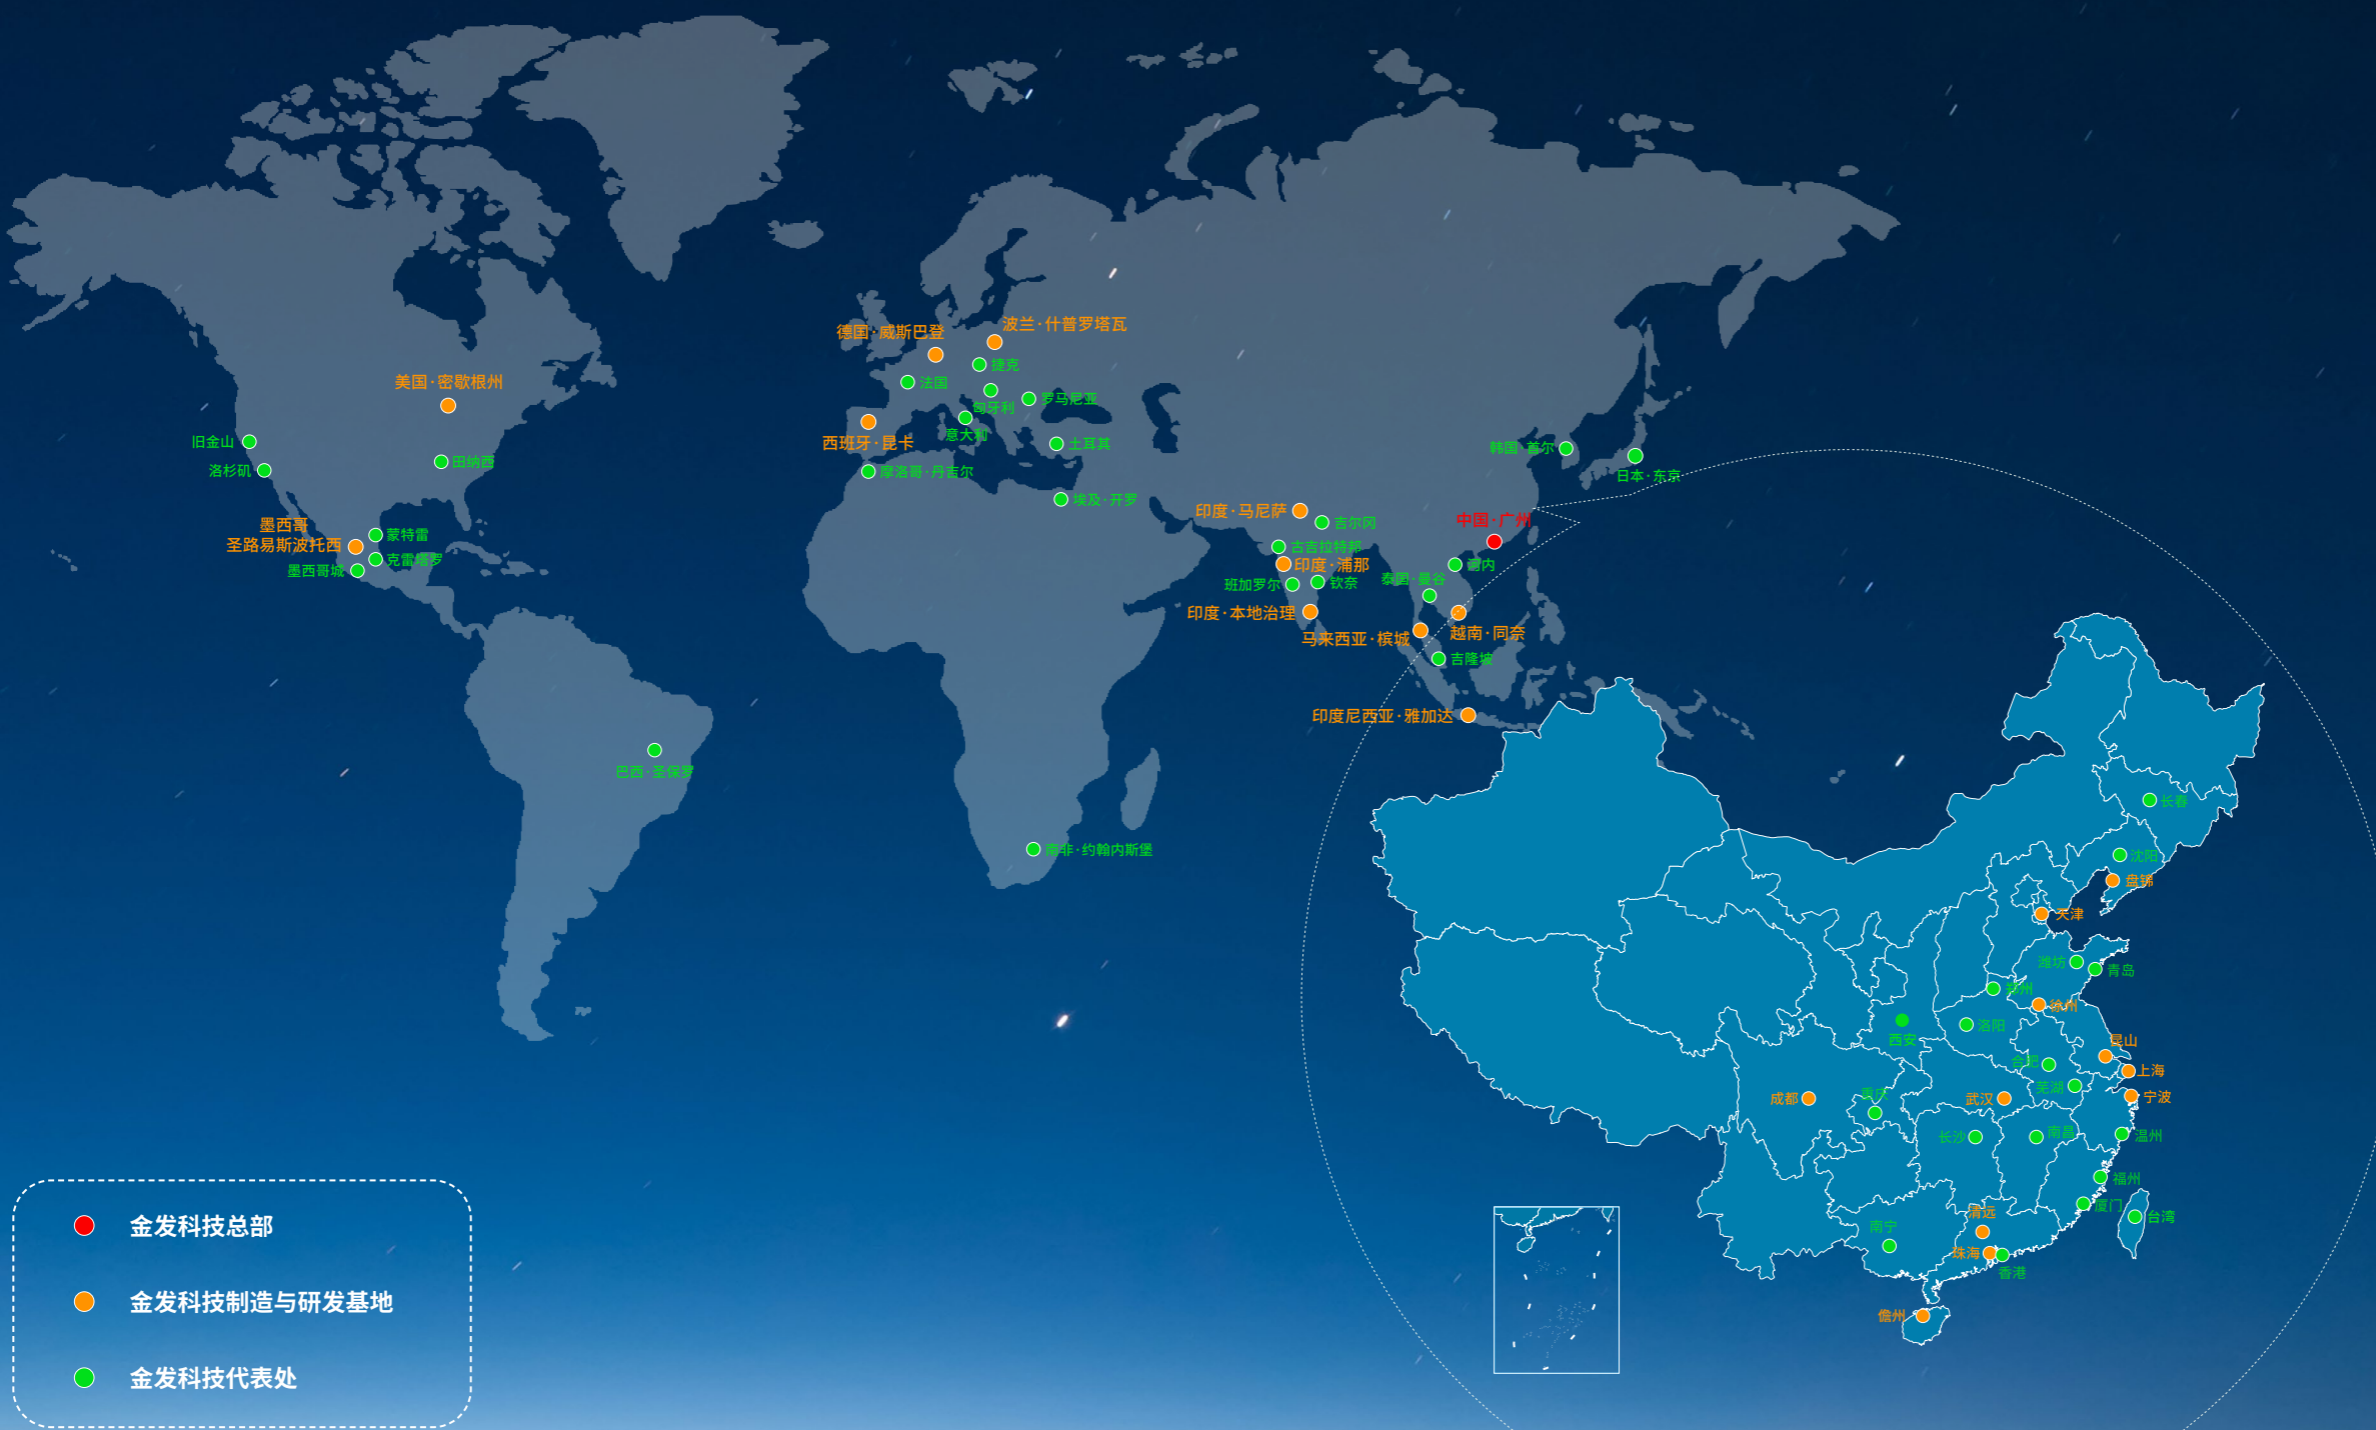 德国·威斯巴登
波兰·什普罗塔瓦
捷克
法国
匈牙利
罗马尼亚
意大利
土耳其
西班牙·昆卡
摩洛哥·丹吉尔
埃及·开罗
美国·密歇根州
旧金山
洛杉矶
田纳西
墨西哥
圣路易斯波托西
蒙特雷
克雷塔罗
墨西哥城
巴西·圣保罗
南非·约翰内斯堡
韩国·首尔
日本·东京
中国·广州
印度·马尼萨
吉尔冈
古吉拉特邦
印度·浦那
班加罗尔
钦奈
印度·本地治理
泰国·曼谷
河内
越南·同奈
马来西亚·槟城
吉隆坡
印度尼西亚·雅加达
长春
沈阳
盘锦
天津
潍坊
青岛
郑州
徐州
洛阳
西安
昆山
合肥
上海
芜湖
宁波
成都
重庆
武汉
长沙
南昌
温州
福州
厦门
台湾
清远
南宁
珠海
香港
儋州
金发科技总部
金发科技制造与研发基地
金发科技代表处